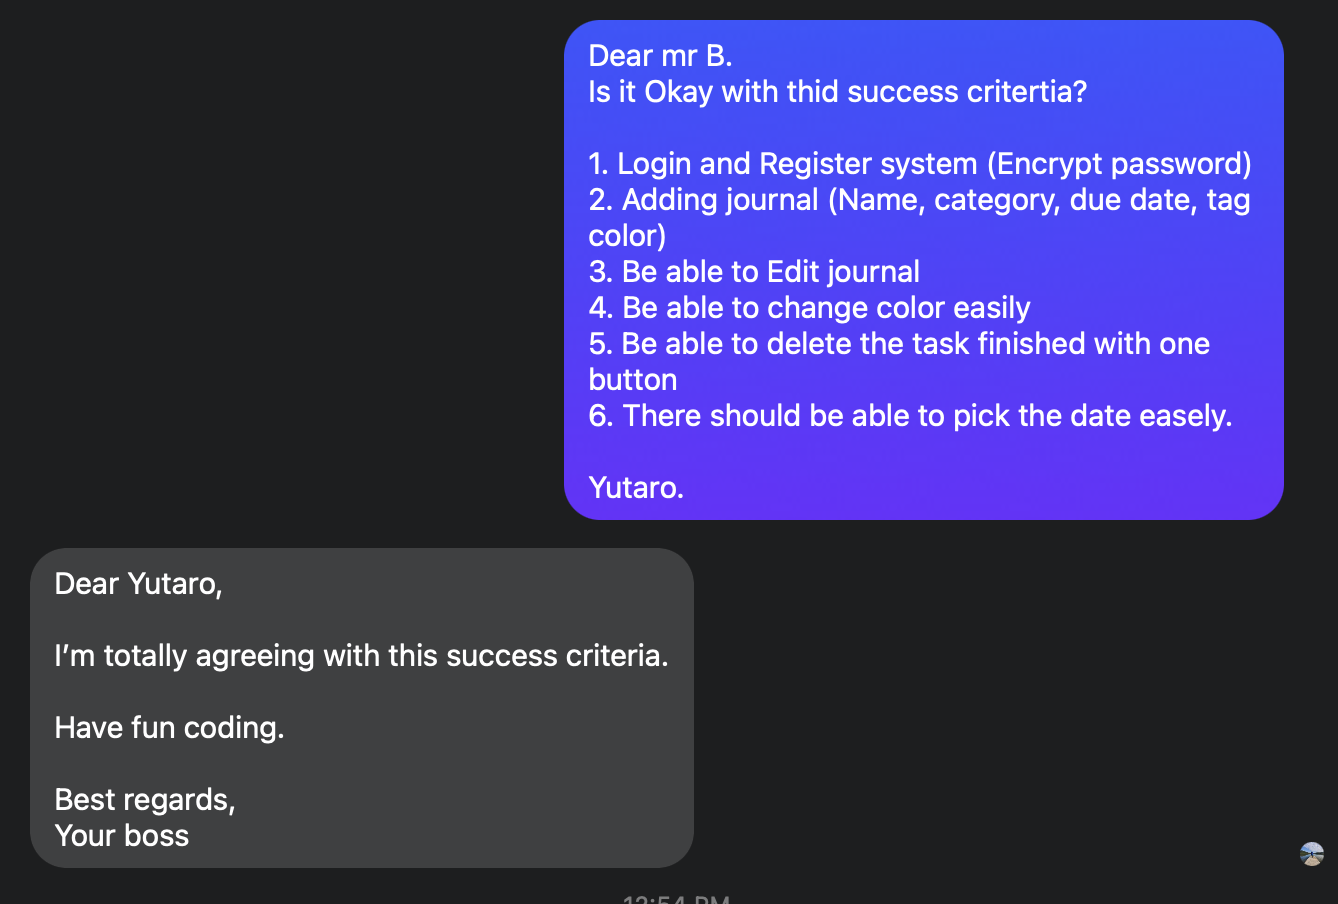 Dear mr B.
Is it Okay with thid success critertia?
1. Login and Register system (Encrypt password)
2. Adding journal (Name, category, due date, tag
color)
3. Be able to Edit journal
4. Be able to change color easily
5. Be able to delete the task finished with one
button
6. There should be able to pick the date easely.
Yutaro.
Dear Yutaro,
I’m totally agreeing with this success criteria.
Have fun coding.
Best regards,
Your boss
12:54 PM